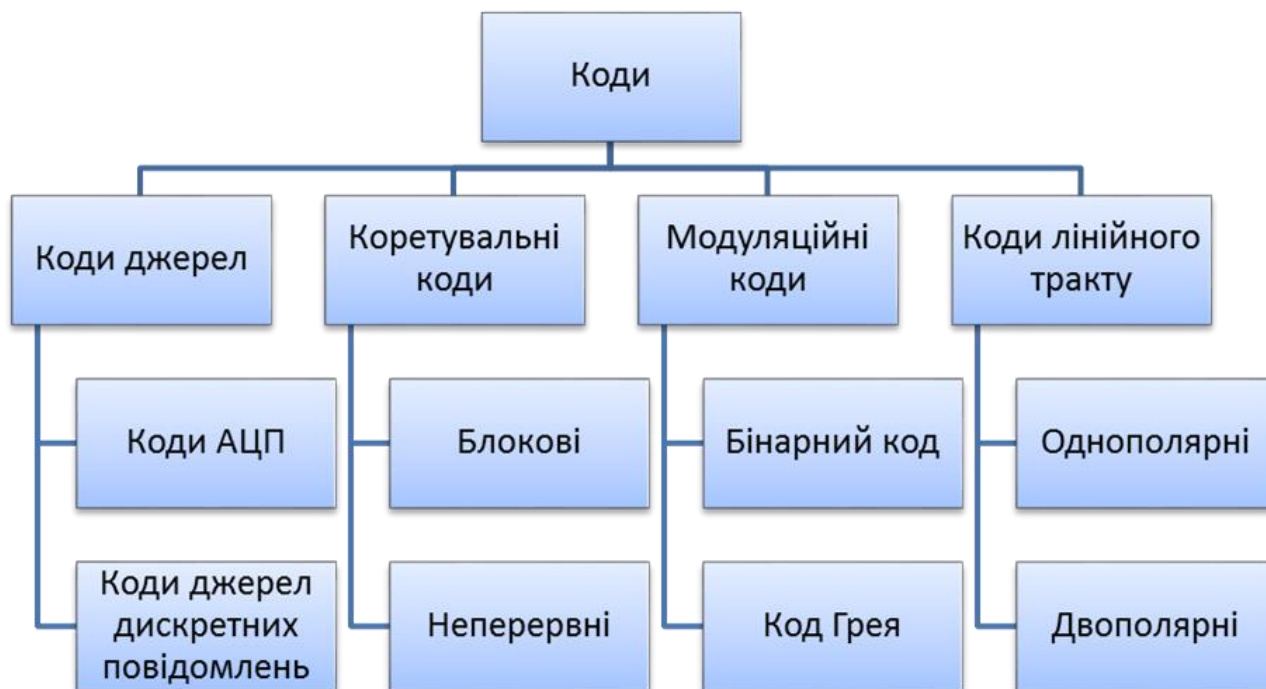 Коди
Коди джерел
Коретувальні
коди
Модуляційні
коди
Коди лінійного
тракту
Коди АЦП
Блокові
Бінарний код
Однополярні
Коди джерел
дискретних
повідомлень
Неперервні
Код Грея
Двополярні